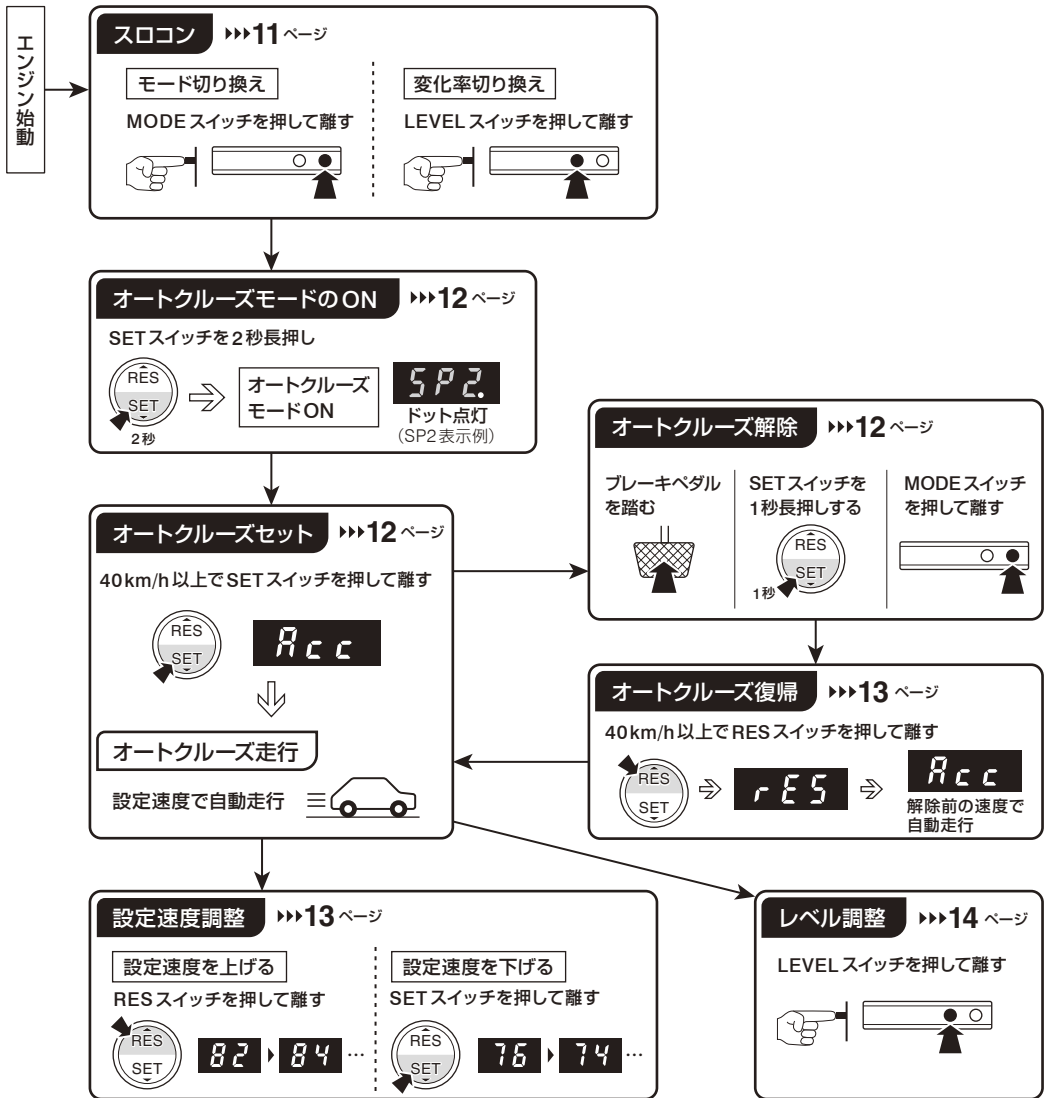 エンジン始動
スロコン ▸▸▸11ページ
モード切り換え
MODEスイッチを押して離す
変化率切り換え
LEVELスイッチを押して離す
オートクルーズモードのON ▸▸▸12ページ
SETスイッチを2秒長押し
RES
SET
2秒
オートクルーズ
モードON
SP2.
ドット点灯
(SP2表示例)
オートクルーズセット ▸▸▸12ページ
40km/h以上でSETスイッチを押して離す
RES
SET
Acc
オートクルーズ走行
設定速度で自動走行
オートクルーズ解除 ▸▸▸12ページ
ブレーキペダル
を踏む
SETスイッチを
1秒長押しする
RES
SET
1秒
MODEスイッチ
を押して離す
オートクルーズ復帰 ▸▸▸13ページ
40km/h以上でRESスイッチを押して離す
RES
SET
rES
Acc
解除前の速度で
自動走行
設定速度調整 ▸▸▸13ページ
設定速度を上げる
RESスイッチを押して離す
RES
SET
82▸84…
設定速度を下げる
SETスイッチを押して離す
RES
SET
76▸74…
レベル調整 ▸▸▸14ページ
LEVELスイッチを押して離す